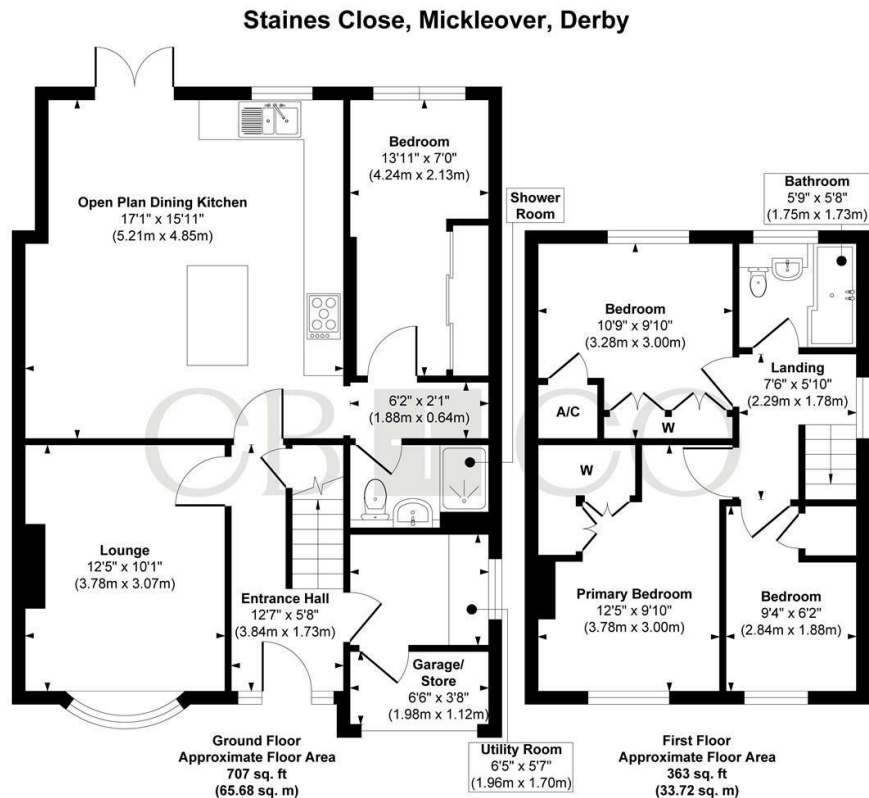 Staines Close, Mickleover, Derby
Open Plan Dining Kitchen
17'1" x 15'11"
(5.21m x 4.85m)
Bedroom
13'11" x 7'0"
(4.24m x 2.13m)
Shower
Room
Bathroom
5'9" x 5'8"
(1.75m x 1.73m)
Bedroom
10'9" x 9'10"
(3.28m x 3.00m)
Landing
7'6" x 5'10"
(2.29m x 1.78m)
A/C
W
6'2" x 2'1"
(1.88m x 0.64m)
W
Lounge
12'5" x 10'1"
(3.78m x 3.07m)
Entrance Hall
12'7" x 5'8"
(3.84m x 1.73m)
Primary Bedroom
12'5" x 9'10"
(3.78m x 3.00m)
Bedroom
9'4" x 6'2"
(2.84m x 1.88m)
Garage/
Store
6'6" x 3'8"
(1.98m x 1.12m)
Utility Room
6'5" x 5'7"
(1.96m x 1.70m)
Ground Floor
Approximate Floor Area
707 sq. ft
(65.68 sq. m)
First Floor
Approximate Floor Area
363 sq. ft
(33.72 sq. m)